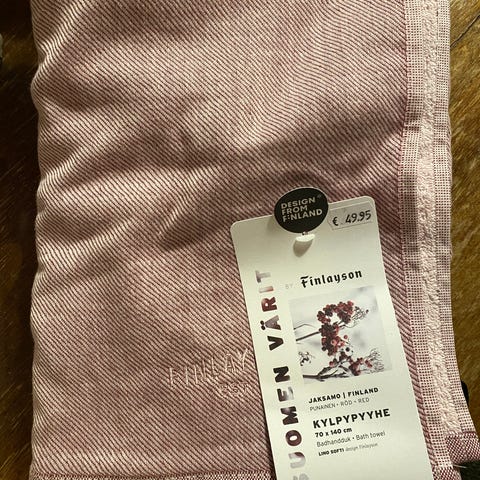 DESIGN
FROM
FINLAND
€ 49.95
SUOMEN VÄRIT
BY Finlayson
JAKSAMO | FINLAND
PUNAINEN • RÖD • RED
KYLPYPYYHE
70 x 140 cm
Badhandduk • Bath towel
LINO SOFTI design Finlayson